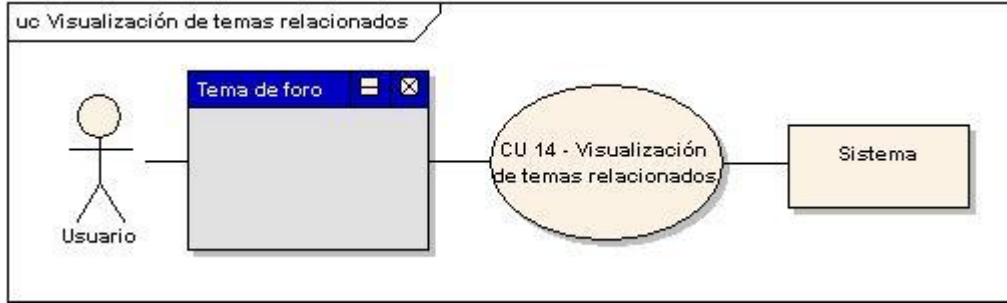 uc Visualización de temas relacionados
Tema de foro
CU 14 - Visualización
de temas relacionados
Sistema
Usuario